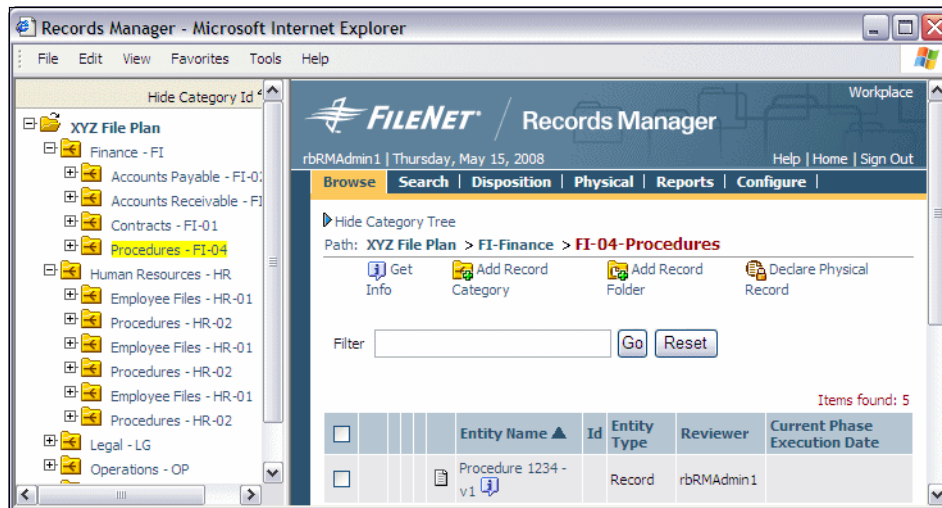 Records Manager - Microsoft Internet Explorer
File Edit View Favorites Tools Help
Hide Category Id
XYZ File Plan
Finance - FI
Accounts Payable - FI-02
Accounts Receivable - FI
Contracts - FI-01
Procedures - FI-04
Human Resources - HR
Employee Files - HR-01
Procedures - HR-02
Employee Files - HR-01
Procedures - HR-02
Employee Files - HR-01
Procedures - HR-02
Legal - LG
Operations - OP
Workplace
FILENET Records Manager
rbRMAdmin1 | Thursday, May 15, 2008 Help | Home | Sign Out
Browse Search | Disposition | Physical | Reports | Configure |
Hide Category Tree
Path: XYZ File Plan > FI-Finance > FI-04-Procedures
Get Info
Add Record Category
Add Record Folder
Declare Physical Record
Filter Go Reset
Items found: 5
Entity Name Id Entity Type Reviewer Current Phase Execution Date
Procedure 1234 - v1 Record rbRMAdmin1